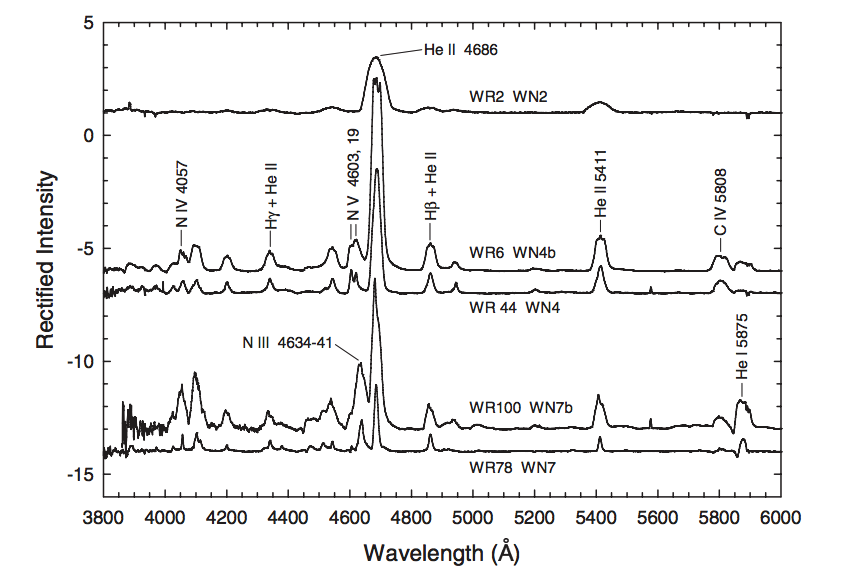 5
0
-5
-10
-15
Rectified Intensity
He II 4686
WR2 WN2
N IV 4057
Hγ + He II
N V 4603, 19
Hβ + He II
He II 5411
C IV 5808
WR6 WN4b
WR 44 WN4
N III 4634-41
He I 5875
WR100 WN7b
WR78 WN7
3800 4000 4200 4400 4600 4800 5000 5200 5400 5600 5800 6000
Wavelength (Å)